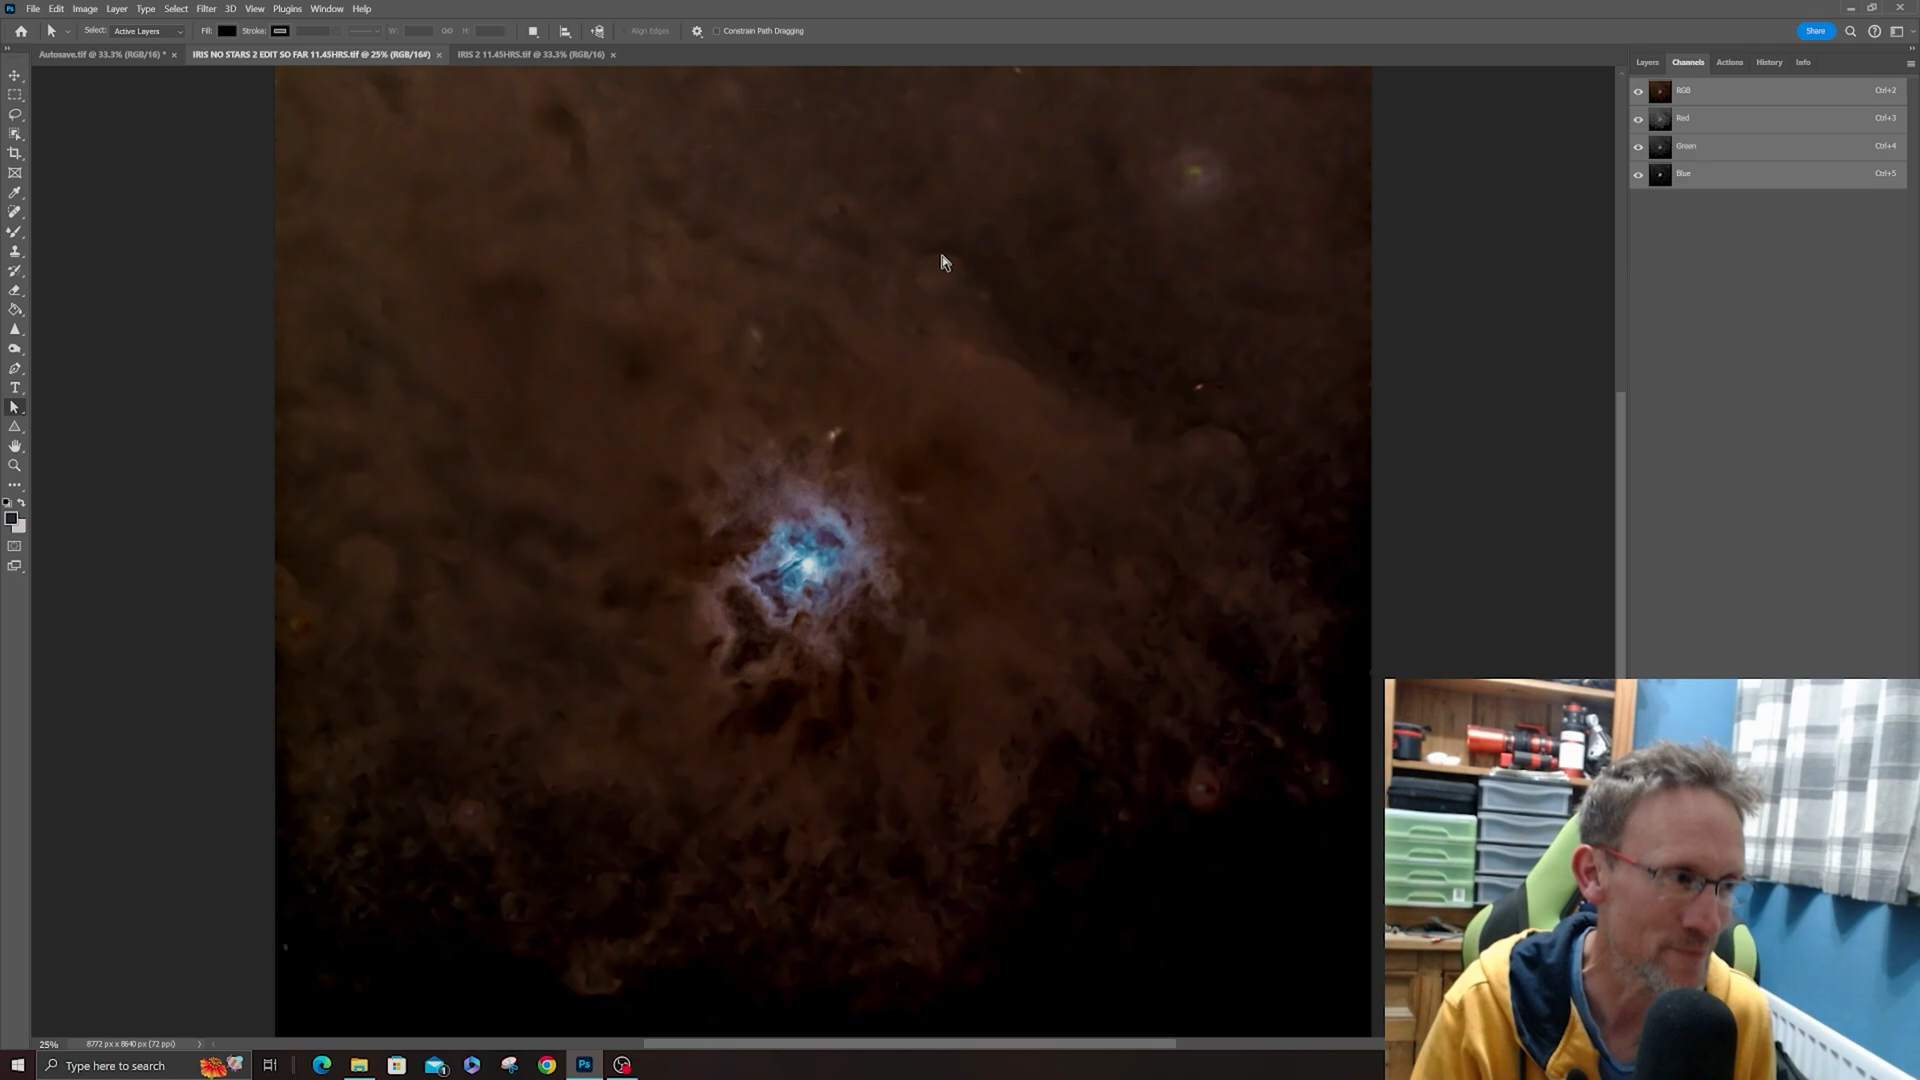 Ps File Edit Image Layer Type Select Filter 3D View Plugins Window Help
Select: Active Layers Fill: Stroke: W: H: Align Edges Constrain Path Dragging Share
Autosave.tif @ 33.3% (RGB/16) * × IRIS NO STARS 2 EDIT SO FAR 11.45HRS.tif @ 25% (RGB/16#) × IRIS 2 11.45HRS.tif @ 33.3% (RGB/16) ×
Layers Channels Actions History Info
RGB Ctrl+2
Red Ctrl+3
Green Ctrl+4
Blue Ctrl+5
25% 8772 px x 8640 px (72 ppi)
Type here to search 1 Ps